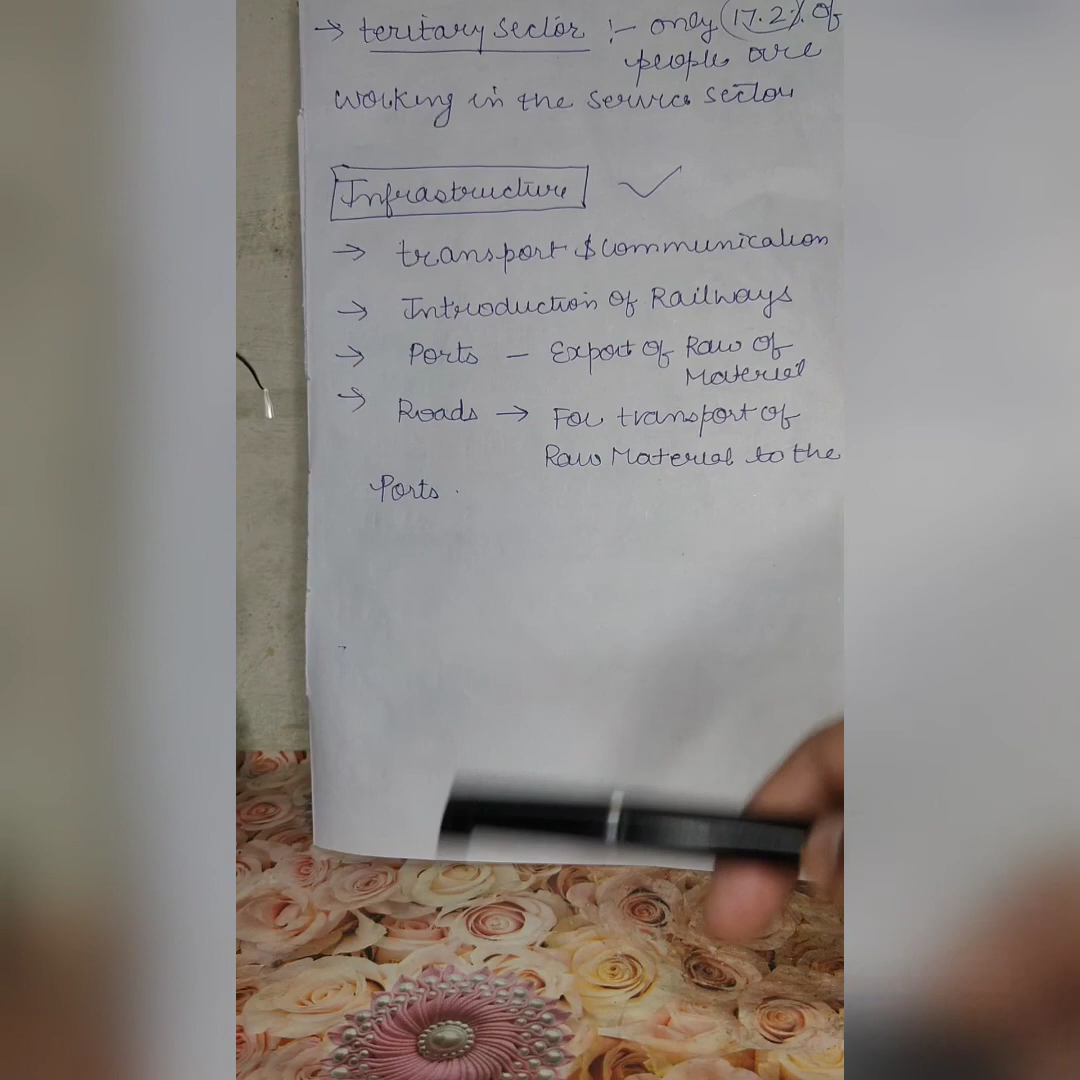 → teritary sector :- only 17.2% of
people are
working in the service sector
Infrastructure ✓
→ transport & communication
→ Introduction Of Railways
→ Ports - Export Of Raw Of
Material
→ Roads → For transport of
Raw Material to the
Ports.